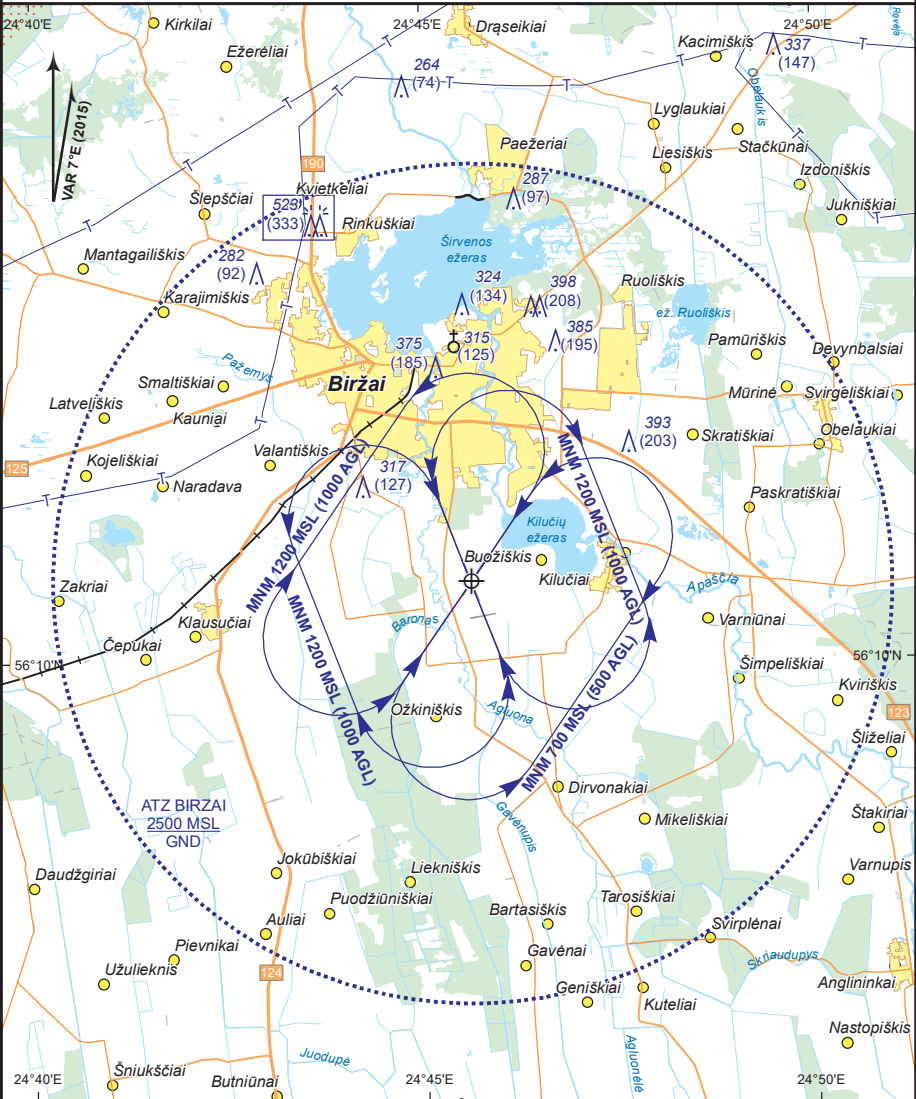 24°40'E
24°45'E
24°50'E
Kirkilai
Drąseikiai
Rovėja
Ežerėliai
Kacimiškis
337
(147)
264
(74)
T
T
T
T
T
Obelaukis
VAR 7°E (2015)
Lyglaukiai
Stačkūnai
Paežeriai
190
Liesiškis
Izdoniškis
287
(97)
Kvietkeliai
Šlepščiai
523
(333)
Rinkuškiai
Jukniškiai
T
T
Širvenos
ežeras
Mantagailiškis
282
(92)
324
(134)
398
(208)
Ruoliškis
Karajimiškis
ež. Ruoliškis
375
(185)
315
(125)
385
(195)
Pamūriškis
Devynbalsiai
Pažemys
Biržai
Smaltiškiai
Mūrinė
Svirgeliškiai
Latveliškis
Kauniai
T
393
(203)
Skratiškiai
Obelaukiai
Valantiškis
125
Kojeliškiai
317
(127)
Naradava
T
Paskratiškiai
MNM 1200 MSL (1000 AGL)
MNM 1200 MSL (1000 AGL)
Kilučių
ežeras
Buožiškis
Kilučiai
Apaščia
Zakriai
MNM 1200 MSL (1000 AGL)
Klausučiai
Baronas
Varniūnai
Čepukai
56°10'N
56°10'N
Šimpeliškiai
Kviriškis
MNM 700 MSL (500 AGL)
Ožkiniškis
Agluona
123
Šliželiai
Dirvonakiai
ATZ BIRZAI
2500 MSL
GND
Gavėnupis
Mikeliškiai
Štakiriai
Jokūbiškiai
Daudžgiriai
Liekniškis
Varnupis
Puodžiūniškiai
Tarosiškiai
Bartasiškis
Auliai
Svirplėnai
Pievnikai
Gavėnai
Skriaudupys
Užulieknis
124
Geniškiai
Kuteliai
Anglininkai
Nastopiškis
Juodupė
Agluonėlė
Šniukščiai
Butniūnai
24°40'E
24°45'E
24°50'E